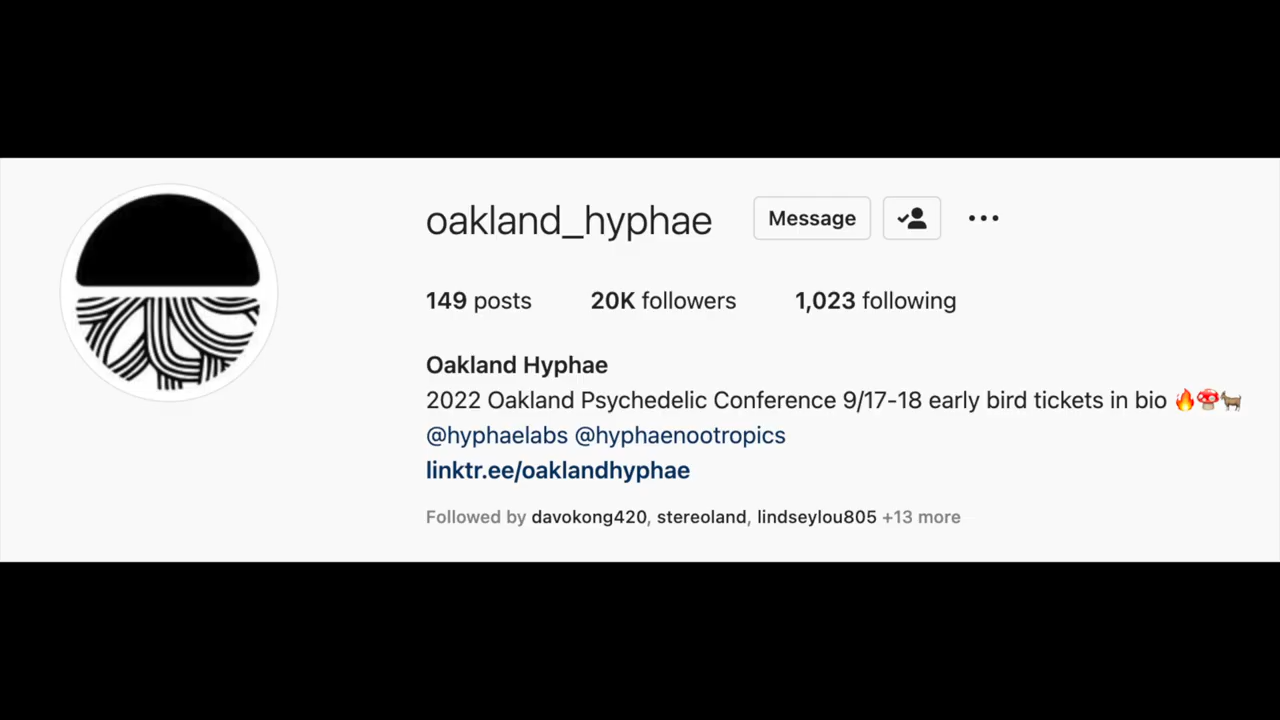 oakland_hyphae Message
149 posts 20K followers 1,023 following
Oakland Hyphae
2022 Oakland Psychedelic Conference 9/17-18 early bird tickets in bio 🔥🍄🐐
@hyphaelabs @hyphaenootropics
linktr.ee/oaklandhyphae
Followed by davokong420, stereoland, lindseylou805 +13 more